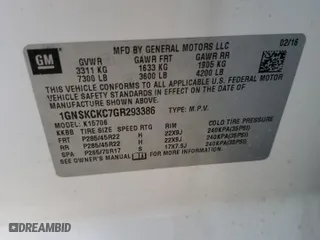 GM
MFD BY GENERAL MOTORS LLC
02/16
GVWR GAWR FRT GAWR RR
3311 KG 1633 KG 1905 KG
7300 LB 3600 LB 4200 LB
THIS VEHICLE CONFORMS TO ALL APPLICABLE U.S. FEDERAL MOTOR
VEHICLE SAFETY STANDARDS IN EFFECT ON THE DATE OF
MANUFACTURE SHOWN ABOVE.
1GNSKCKC7GR293386 TYPE: M.P.V.
MODEL: K15706
TIRE SIZE SPEED RTG RIM COLD TIRE PRESSURE
FRT P285/45R22 H 22X9J 240KPA(35PSI)
RR P285/45R22 H 22X9J 240KPA(35PSI)
SPA P265/70R17 S 17X7.5J
SEE OWNER'S MANUAL FOR MORE INFORMATION.
DREAMBID DREAMBID